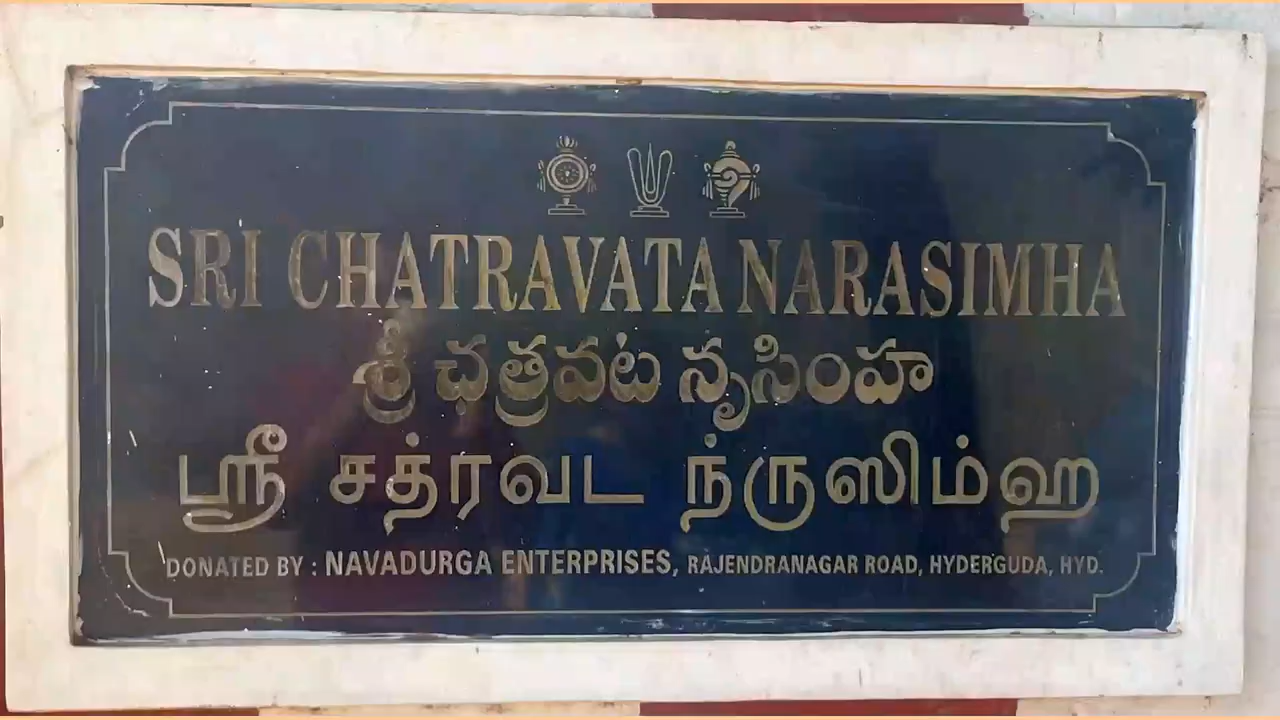 SRI CHATRAVATA NARASIMHA
శ్రీ ఛత్రవట నృసింహ
ஸ்ரீ சத்ரவட ந்ருஸிம்ஹ
DONATED BY : NAVADURGA ENTERPRISES, RAJENDRANAGAR ROAD, HYDERGUDA, HYD.